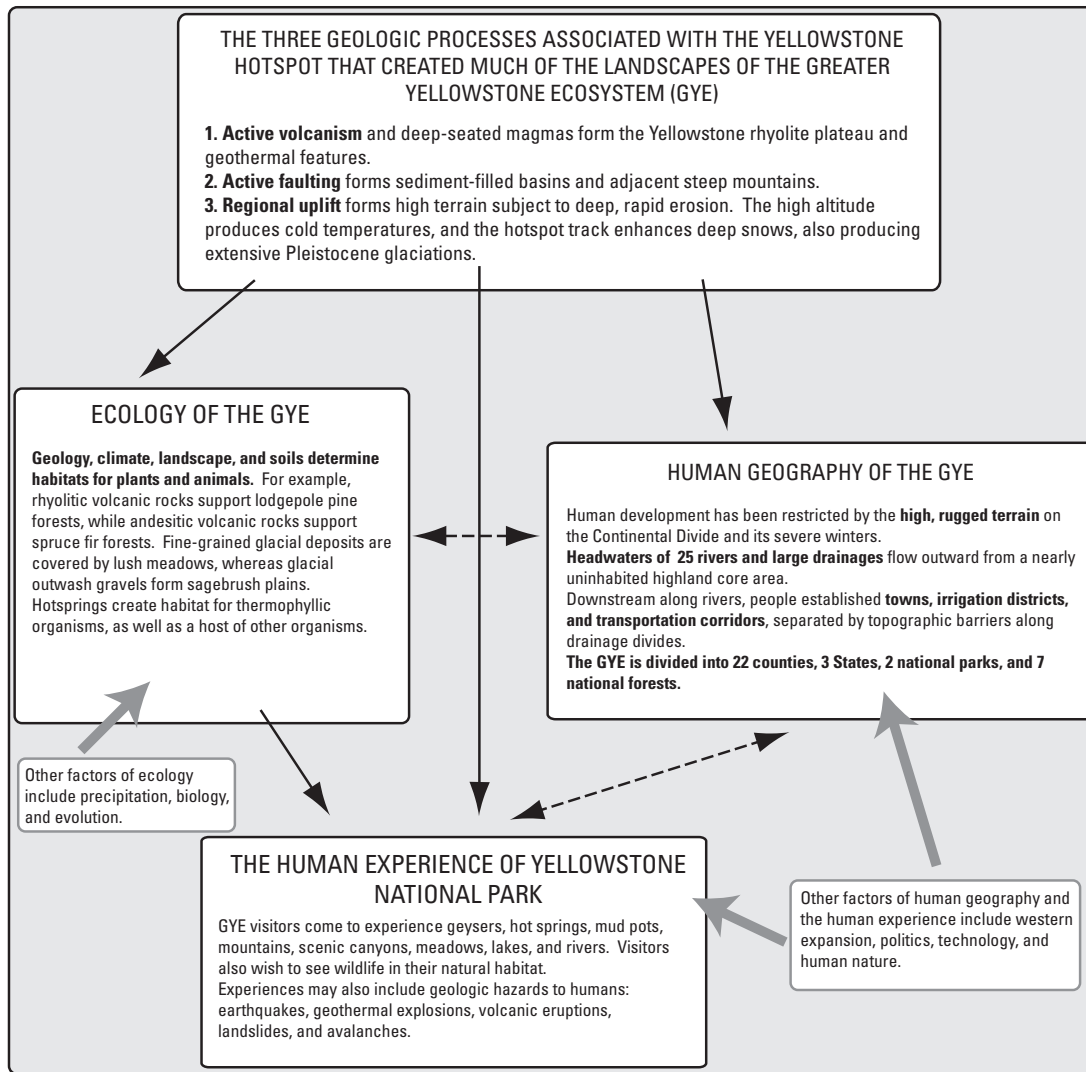 THE THREE GEOLOGIC PROCESSES ASSOCIATED WITH THE YELLOWSTONE
HOTSPOT THAT CREATED MUCH OF THE LANDSCAPES OF THE GREATER
YELLOWSTONE ECOSYSTEM (GYE)
1. Active volcanism and deep-seated magmas form the Yellowstone rhyolite plateau and
geothermal features.
2. Active faulting forms sediment-filled basins and adjacent steep mountains.
3. Regional uplift forms high terrain subject to deep, rapid erosion. The high altitude
produces cold temperatures, and the hotspot track enhances deep snows, also producing
extensive Pleistocene glaciations.
ECOLOGY OF THE GYE
Geology, climate, landscape, and soils determine
habitats for plants and animals. For example,
rhyolitic volcanic rocks support lodgepole pine
forests, while andesitic volcanic rocks support
spruce fir forests. Fine-grained glacial deposits are
covered by lush meadows, whereas glacial
outwash gravels form sagebrush plains.
Hotsprings create habitat for thermophyllic
organisms, as well as a host of other organisms.
HUMAN GEOGRAPHY OF THE GYE
Human development has been restricted by the high, rugged terrain on
the Continental Divide and its severe winters.
Headwaters of 25 rivers and large drainages flow outward from a nearly
uninhabited highland core area.
Downstream along rivers, people established towns, irrigation districts,
and transportation corridors, separated by topographic barriers along
drainage divides.
The GYE is divided into 22 counties, 3 States, 2 national parks, and 7
national forests.
Other factors of ecology
include precipitation, biology,
and evolution.
THE HUMAN EXPERIENCE OF YELLOWSTONE
NATIONAL PARK
GYE visitors come to experience geysers, hot springs, mud pots,
mountains, scenic canyons, meadows, lakes, and rivers. Visitors
also wish to see wildlife in their natural habitat.
Experiences may also include geologic hazards to humans:
earthquakes, geothermal explosions, volcanic eruptions,
landslides, and avalanches.
Other factors of human geography and
the human experience include western
expansion, politics, technology, and
human nature.